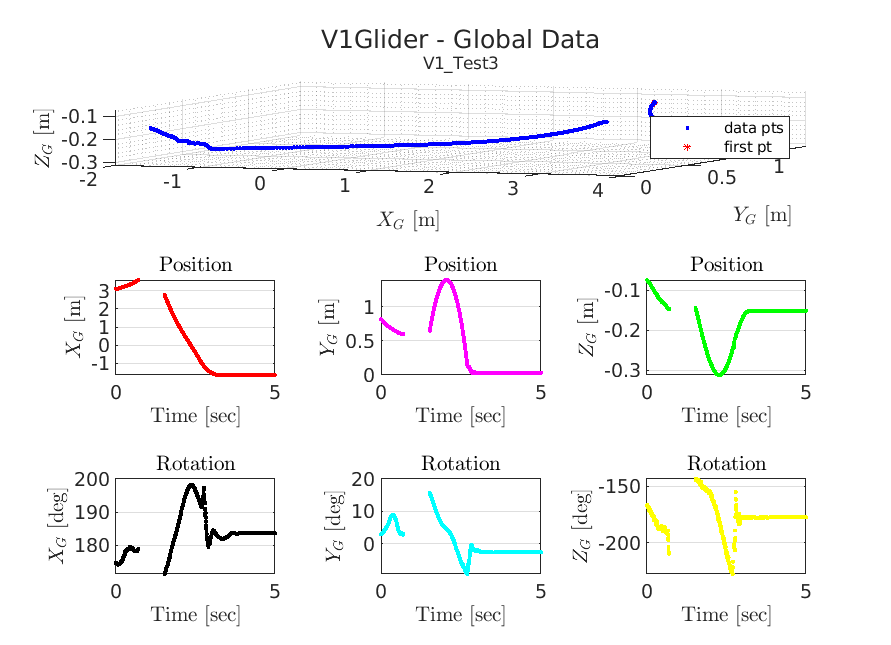 V1Glider - Global Data
V1_Test3
Z_G [m]
-0.1
-0.2
-0.3
-2 -1 0 1 2 3 4
X_G [m]
0 0.5 1
Y_G [m]
data pts
first pt
Position
X_G [m]
3
2
1
0
-1
0 5
Time [sec]
Position
Y_G [m]
1
0.5
0
0 5
Time [sec]
Position
Z_G [m]
-0.1
-0.2
-0.3
0 5
Time [sec]
Rotation
X_G [deg]
200
190
180
0 5
Time [sec]
Rotation
Y_G [deg]
20
10
0
0 5
Time [sec]
Rotation
Z_G [deg]
-150
-200
0 5
Time [sec]